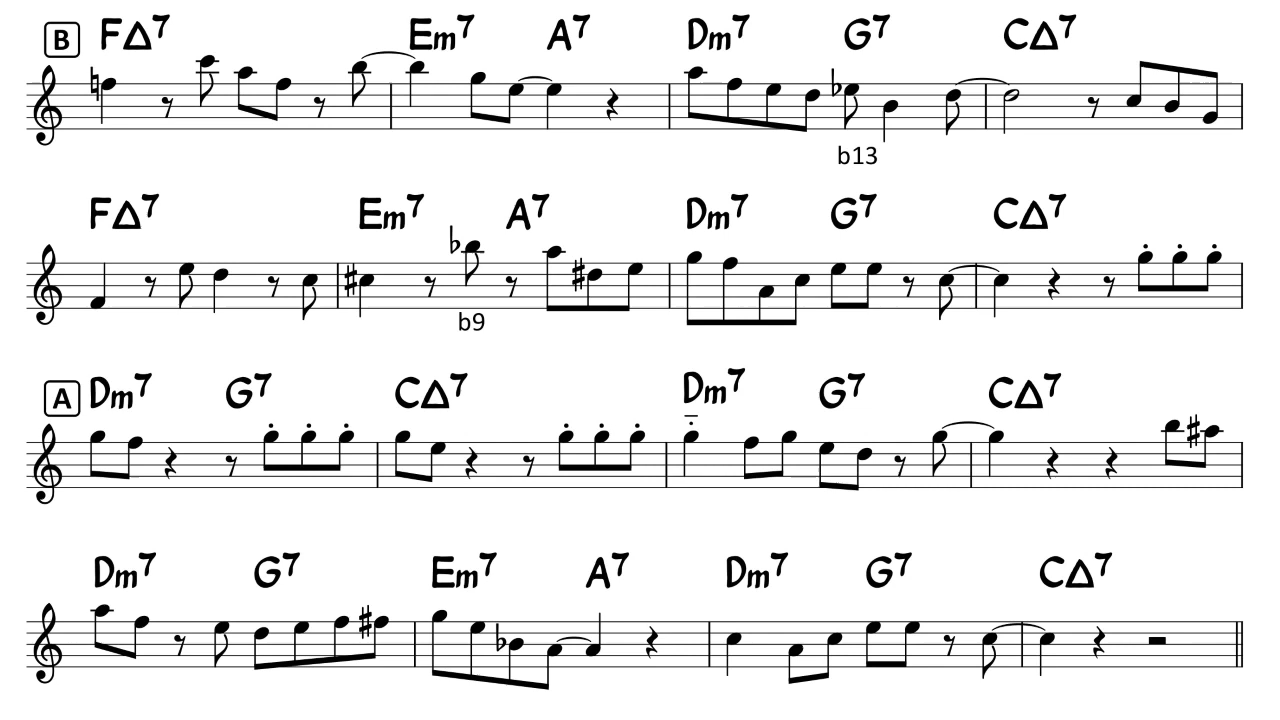 B FΔ7 Em7 A7 Dm7 G7 CΔ7
b13
FΔ7 Em7 A7 Dm7 G7 CΔ7
b9
A Dm7 G7 CΔ7 Dm7 G7 CΔ7
Dm7 G7 Em7 A7 Dm7 G7 CΔ7